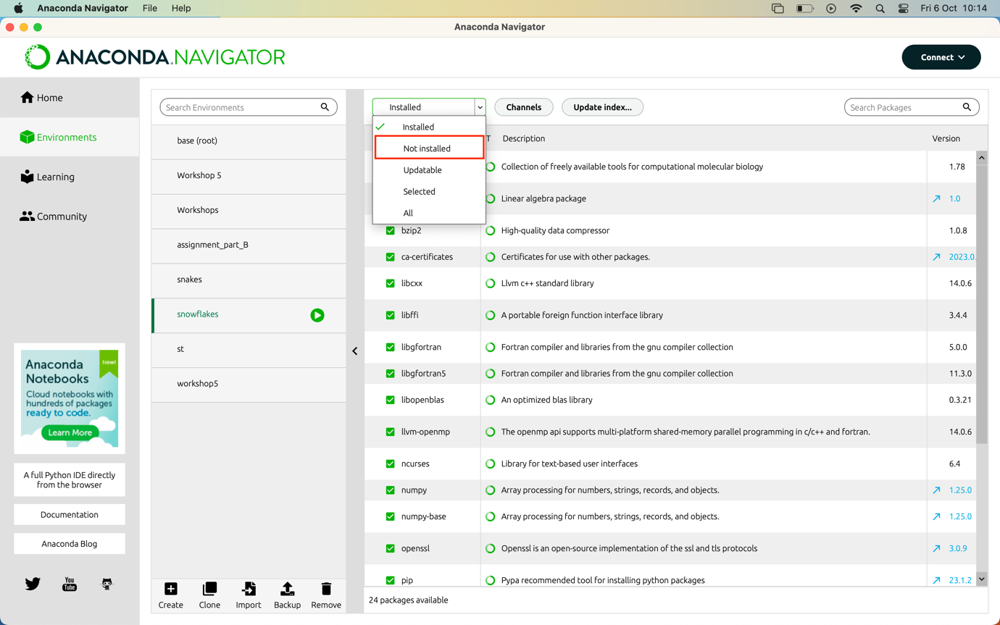 Anaconda Navigator File Help Fri 6 Oct 10:14
Anaconda Navigator
ANACONDA.NAVIGATOR
Connect
Home
Environments
Learning
Community
Anaconda
Notebooks
New!
Cloud notebooks with
hundreds of packages
ready to code.
Learn More
A full Python IDE directly
from the browser
Documentation
Anaconda Blog
You
Tube
Search Environments
base (root)
Workshop 5
Workshops
assignment_part_B
snakes
snowflakes
st
workshop5
Create Clone Import Backup Remove
Installed Channels Update index... Search Packages
Installed
Not installed
Updatable
Selected
All
T Description Version
Collection of freely available tools for computational molecular biology 1.78
Linear algebra package 1.0
bzip2 High-quality data compressor 1.0.8
ca-certificates Certificates for use with other packages. 2023.0.
libcxx Llvm c++ standard library 14.0.6
libffi A portable foreign function interface library 3.4.4
libgfortran Fortran compiler and libraries from the gnu compiler collection 5.0.0
libgfortran5 Fortran compiler and libraries from the gnu compiler collection 11.3.0
libopenblas An optimized blas library 0.3.21
llvm-openmp The openmp api supports multi-platform shared-memory parallel programming in c/c++ and fortran. 14.0.6
ncurses Library for text-based user interfaces 6.4
numpy Array processing for numbers, strings, records, and objects. 1.25.0
numpy-base Array processing for numbers, strings, records, and objects. 1.25.0
openssl Openssl is an open-source implementation of the ssl and tls protocols 3.0.9
pip Pypa recommended tool for installing python packages 23.1.2
24 packages available